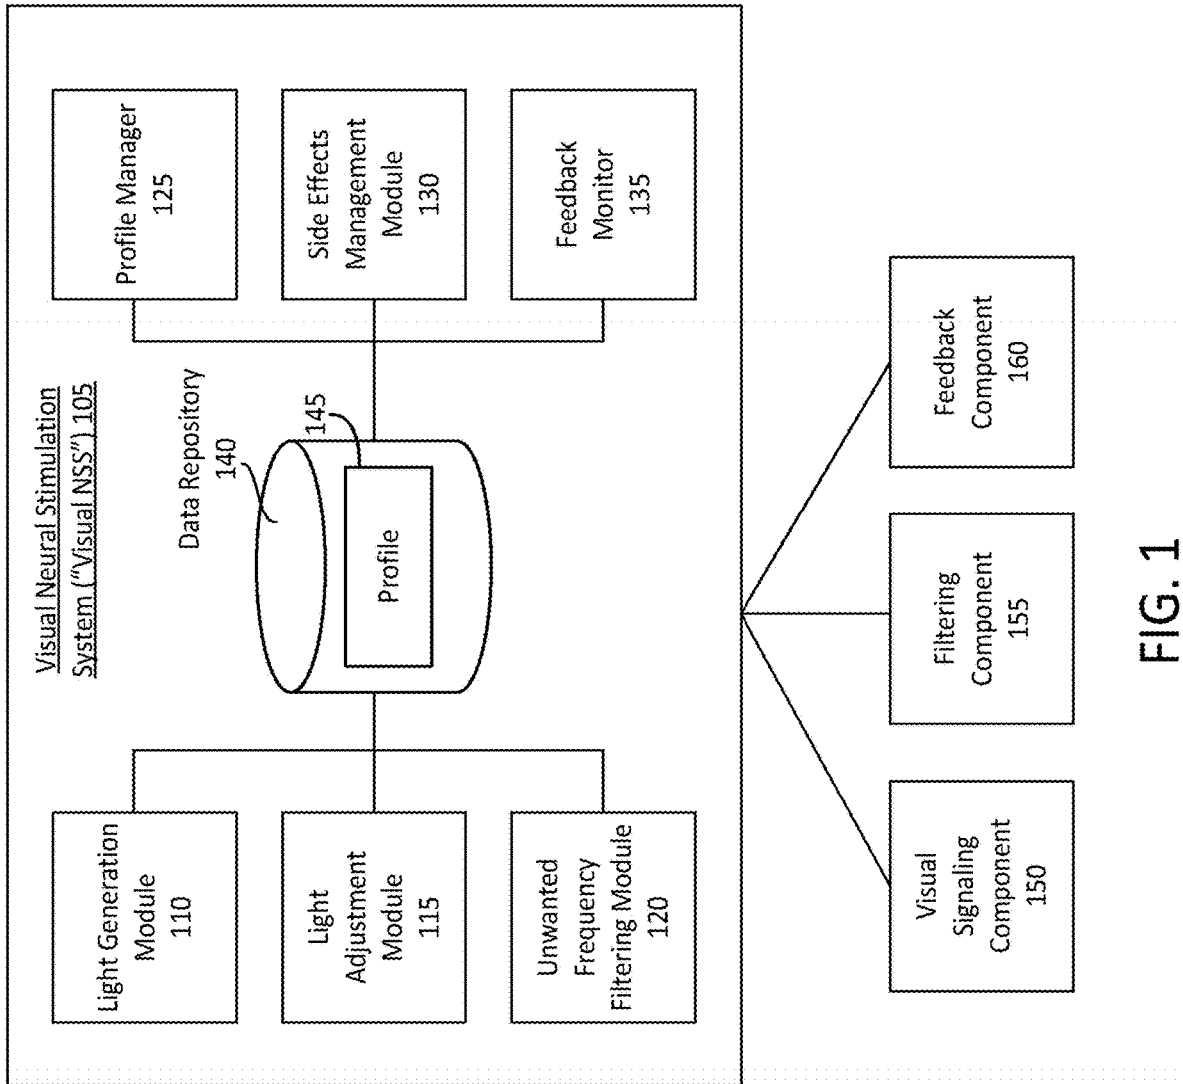 Visual Neural Stimulation
System ("Visual NSS") 105
Light Generation
Module
110
Light
Adjustment
Module
115
Unwanted
Frequency
Filtering Module
120
Data Repository
140
145
Profile
Profile Manager
125
Side Effects
Management
Module
130
Feedback
Monitor
135
Visual
Signaling
Component
150
Filtering
Component
155
Feedback
Component
160
FIG. 1